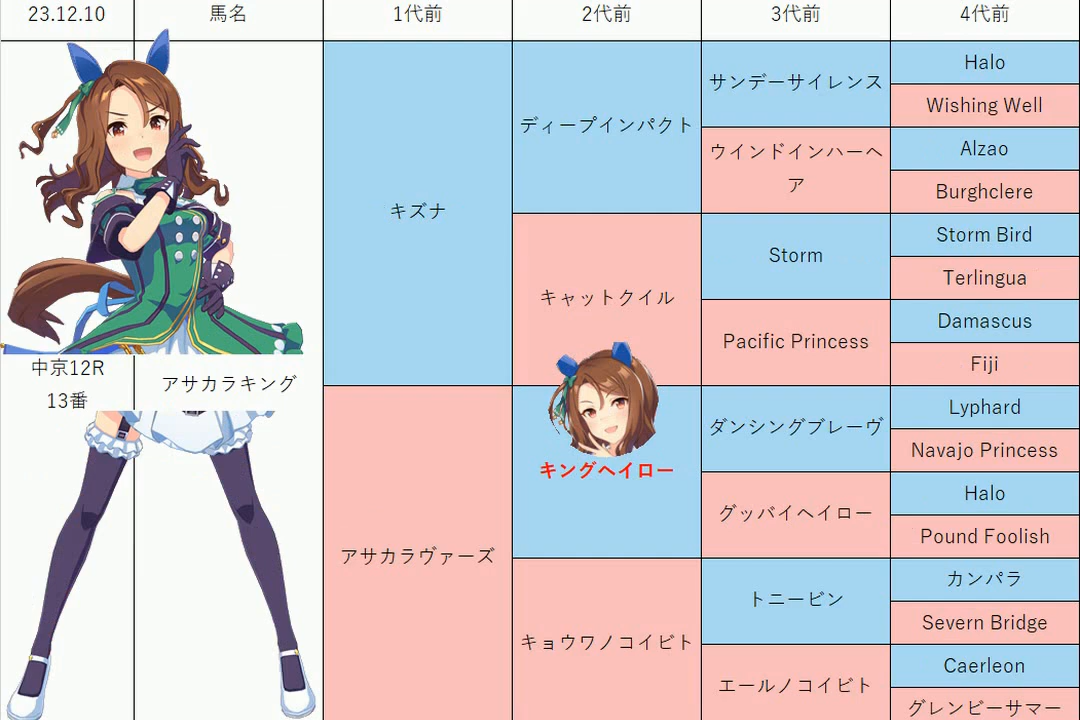 23.12.10
馬名
1代前
2代前
3代前
4代前
中京12R
13番
アサカラキング
キズナ
アサカラヴァーズ
ディープインパクト
キャットクイル
キングヘイロー
キョウワノコイビト
サンデーサイレンス
ウインドインハーヘ
ア
Storm
Pacific Princess
ダンシングブレーヴ
グッバイヘイロー
トニービン
エールノコイビト
Halo
Wishing Well
Alzao
Burghclere
Storm Bird
Terlingua
Damascus
Fiji
Lyphard
Navajo Princess
Halo
Pound Foolish
カンパラ
Severn Bridge
Caerleon
グレンビーサマー